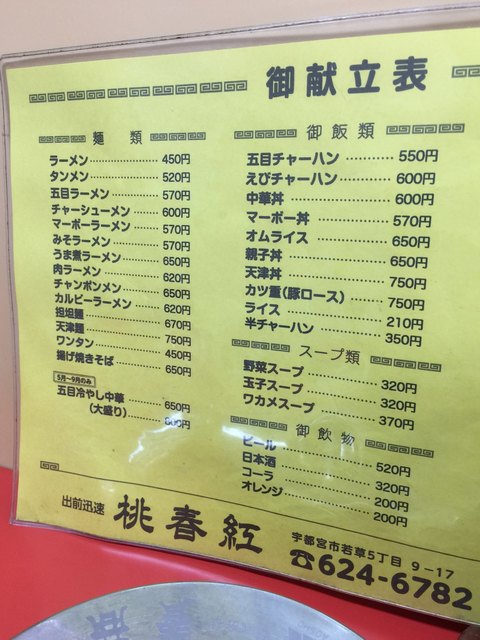 御献立表
麺 類
ラーメン 450円
タンメン 520円
五目ラーメン 570円
チャーシューメン 600円
マーボーラーメン 570円
みそラーメン 570円
うま煮ラーメン 650円
肉ラーメン 620円
チャンポンメン 650円
カルビーラーメン 620円
担坦麺 670円
天津麺 750円
ワンタン 450円
揚げ焼きそば 650円
5月〜9月のみ
五目冷やし中華 650円
(大盛り) 800円
御飯類
五目チャーハン 550円
えびチャーハン 600円
中華丼 600円
マーボー丼 570円
オムライス 650円
親子丼 650円
天津丼 750円
カツ重(豚ロース) 750円
ライス 210円
半チャーハン 350円
スープ類
野菜スープ 320円
玉子スープ 320円
ワカメスープ 370円
御飲物
ビール 520円
日本酒 320円
コーラ 200円
オレンジ 200円
出前迅速 桃春紅
宇都宮市若草5丁目 9-17
☎624-6782